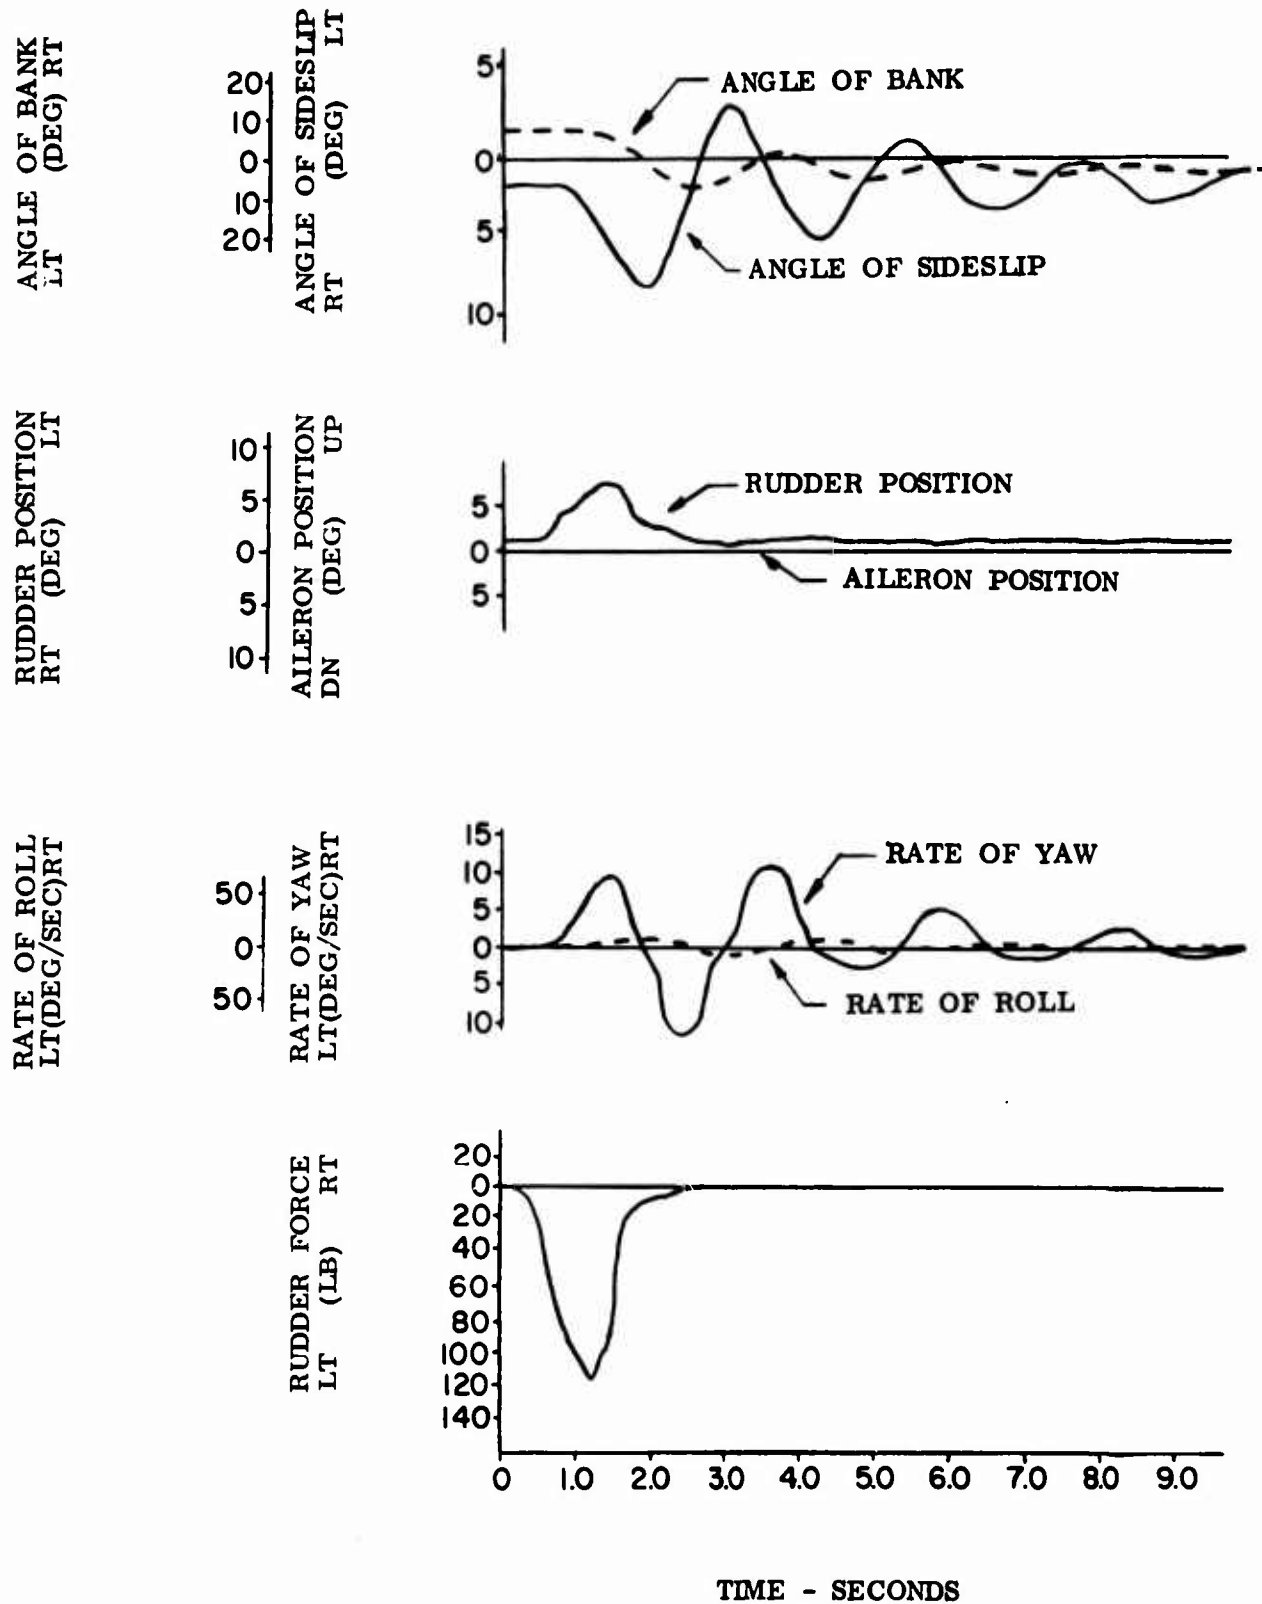 ANGLE OF BANK
LT (DEG) RT
20
10
0
10
20
ANGLE OF SIDESLIP
RT (DEG) LT
5
0
5
10
ANGLE OF BANK
ANGLE OF SIDESLIP
RUDDER POSITION
RT (DEG) LT
10
5
0
5
10
AILERON POSITION
DN (DEG) UP
5
0
5
RUDDER POSITION
AILERON POSITION
RATE OF ROLL
LT(DEG/SEC)RT
50
0
50
RATE OF YAW
LT(DEG/SEC)RT
15
10
5
0
5
10
RATE OF YAW
RATE OF ROLL
RUDDER FORCE
LT (LB) RT
20
0
20
40
60
80
100
120
140
0 1.0 2.0 3.0 4.0 5.0 6.0 7.0 8.0 9.0
TIME - SECONDS